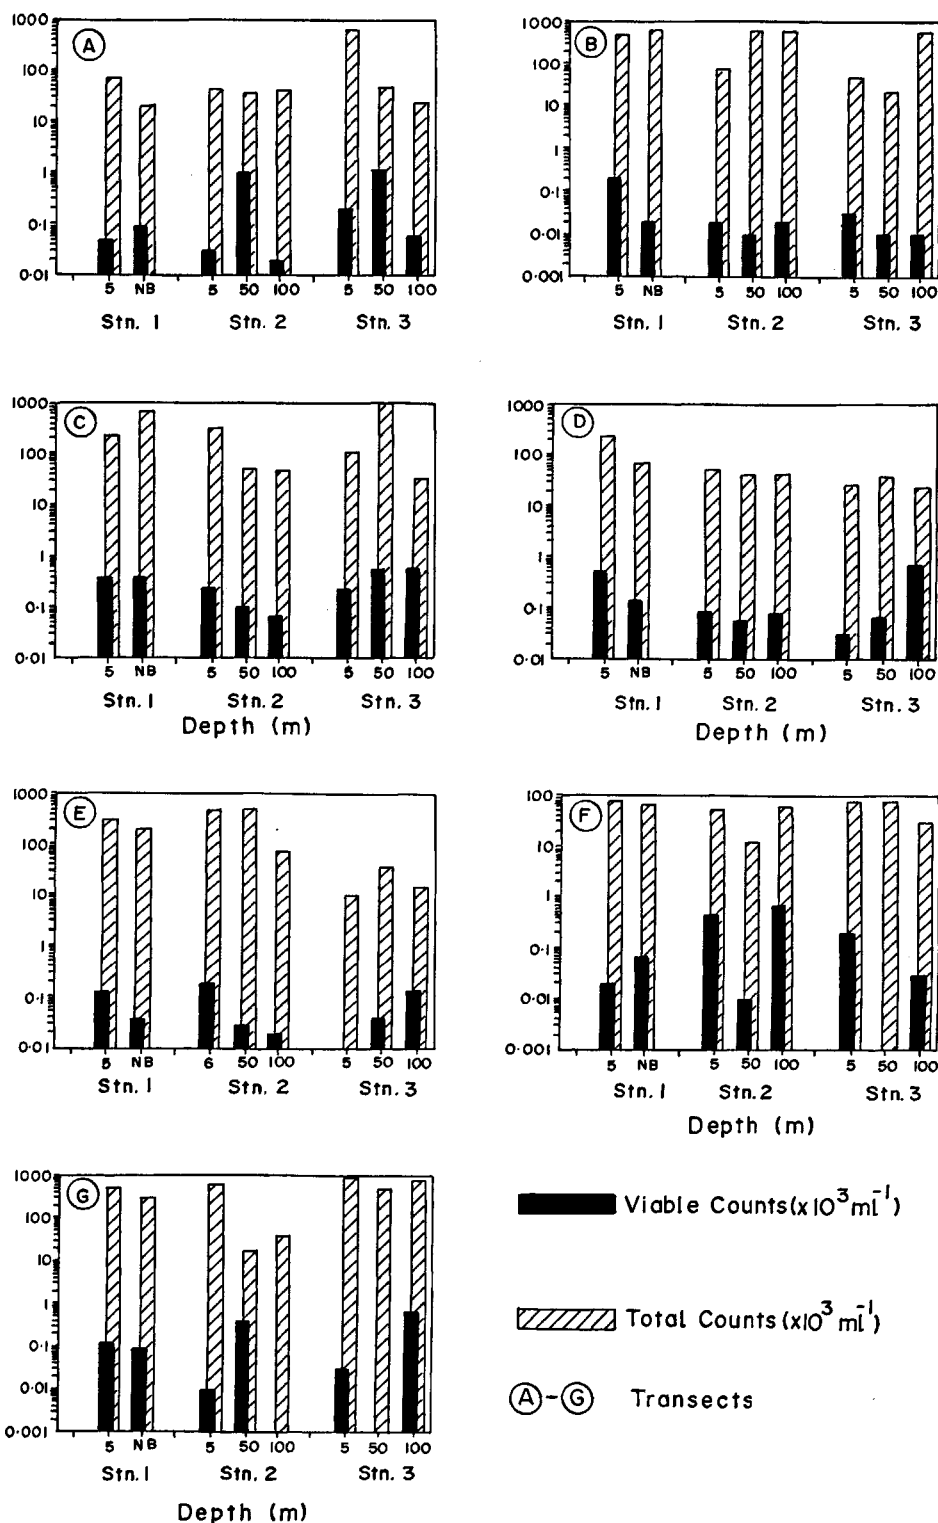 A
1000
100
10
1
0.1
0.01
5 NB 5 50 100 5 50 100
Stn. 1 Stn. 2 Stn. 3
B
1000
100
10
1
0.1
0.01
0.001
5 NB 5 50 100 5 50 100
Stn. 1 Stn. 2 Stn. 3
C
1000
100
10
1
0.1
0.01
5 NB 5 50 100 5 50 100
Stn. 1 Stn. 2 Stn. 3
Depth (m)
D
1000
100
10
1
0.1
0.01
5 NB 5 50 100 5 50 100
Stn. 1 Stn. 2 Stn. 3
Depth (m)
E
1000
100
10
1
0.1
0.01
5 NB 6 50 100 5 50 100
Stn. 1 Stn. 2 Stn. 3
F
100
10
1
0.1
0.01
0.001
5 NB 5 50 100 5 50 100
Stn. 1 Stn. 2 Stn. 3
Depth (m)
G
1000
100
10
1
0.1
0.01
0.001
5 NB 5 50 100 5 50 100
Stn. 1 Stn. 2 Stn. 3
Depth (m)
Viable Counts (x10³ ml⁻¹)
Total Counts (x10³ ml⁻¹)
A-G Transects